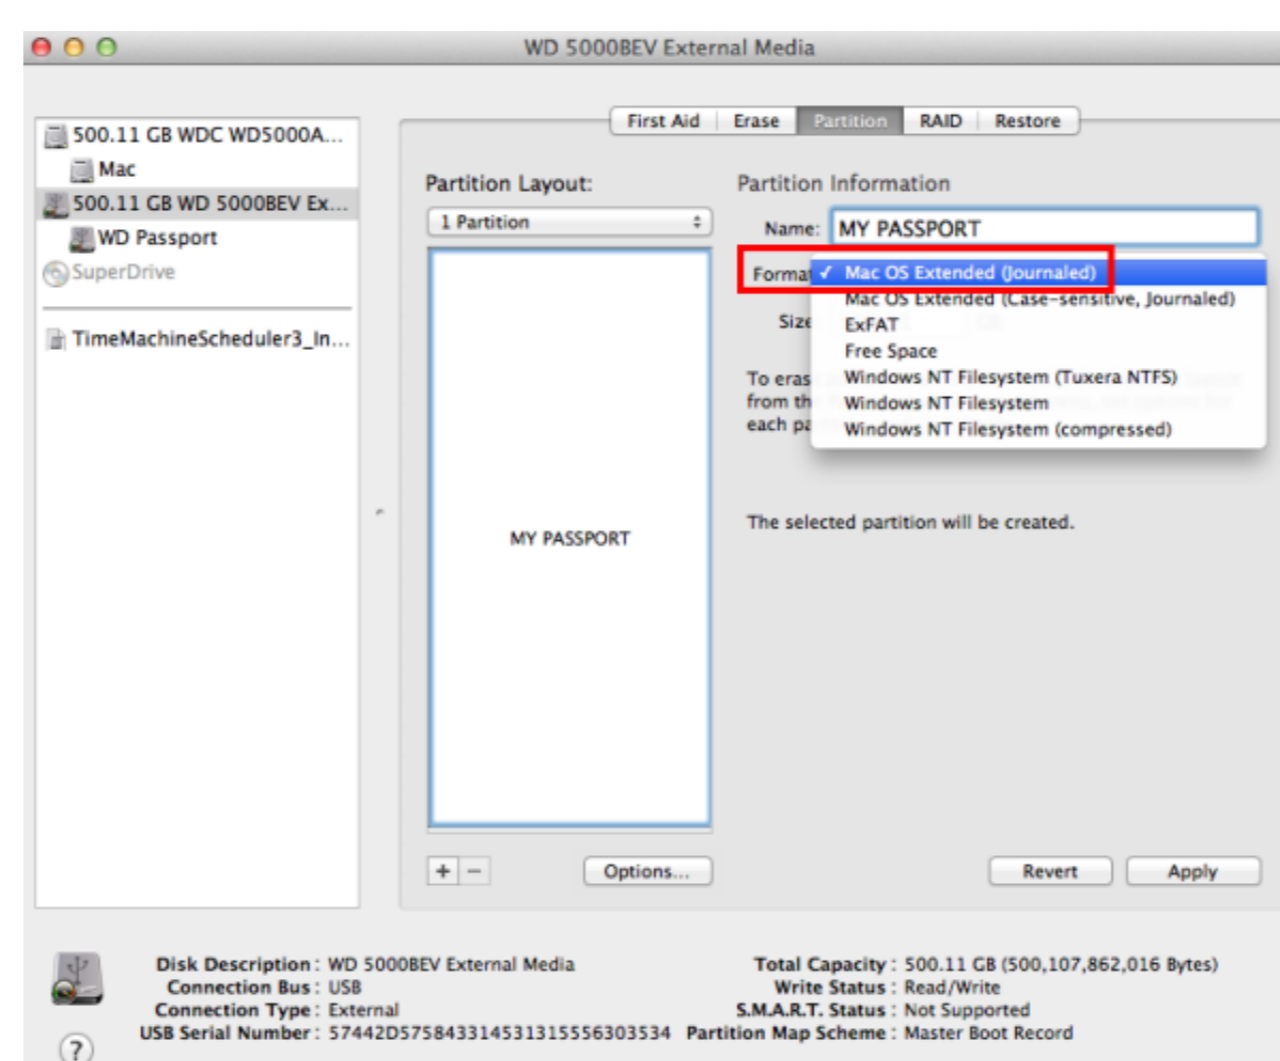 WD 5000BEV External Media
500.11 GB WDC WD5000A...
Mac
500.11 GB WD 5000BEV Ex...
WD Passport
SuperDrive
TimeMachineScheduler3_In...
First Aid Erase Partition RAID Restore
Partition Layout:
1 Partition
MY PASSPORT
+ − Options...
Partition Information
Name: MY PASSPORT
Format ✓ Mac OS Extended (Journaled)
Mac OS Extended (Case-sensitive, Journaled)
Size
ExFAT
Free Space
Windows NT Filesystem (Tuxera NTFS)
Windows NT Filesystem
Windows NT Filesystem (compressed)
To eras
from th
each pa
The selected partition will be created.
Revert Apply
Disk Description : WD 5000BEV External Media
Connection Bus : USB
Connection Type : External
USB Serial Number : 57442D575843314531315556303534
Total Capacity : 500.11 GB (500,107,862,016 Bytes)
Write Status : Read/Write
S.M.A.R.T. Status : Not Supported
Partition Map Scheme : Master Boot Record
?